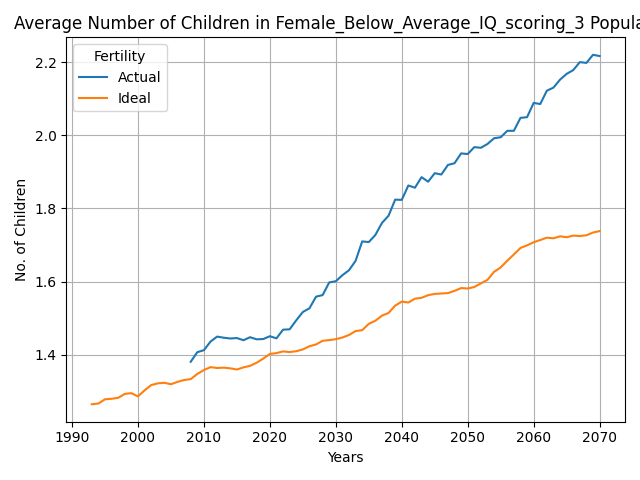 Average Number of Children in Female_Below_Average_IQ_scoring_3 Popula
Fertility
Actual
Ideal
2.2
2.0
1.8
1.6
1.4
No. of Children
1990 2000 2010 2020 2030 2040 2050 2060 2070
Years